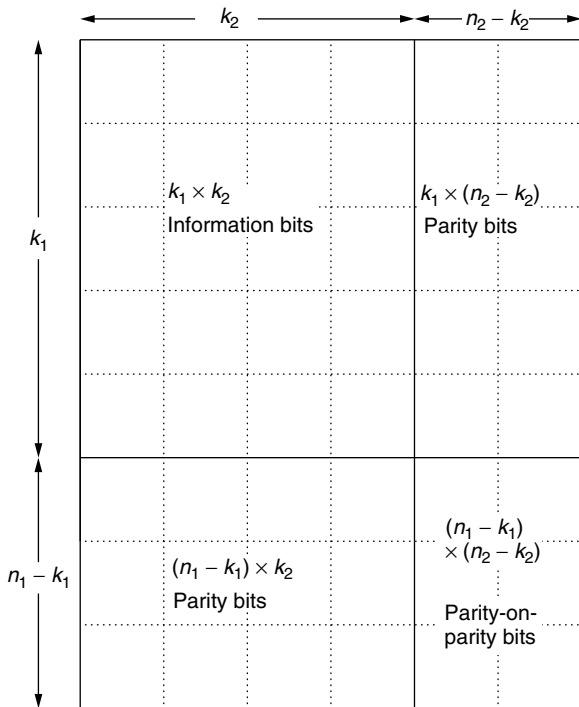 k₂
n₂ – k₂
k₁
k₁ × k₂
Information bits
k₁ × (n₂ – k₂)
Parity bits
n₁ – k₁
(n₁ – k₁) × k₂
Parity bits
(n₁ – k₁)
× (n₂ – k₂)
Parity-on-
parity bits